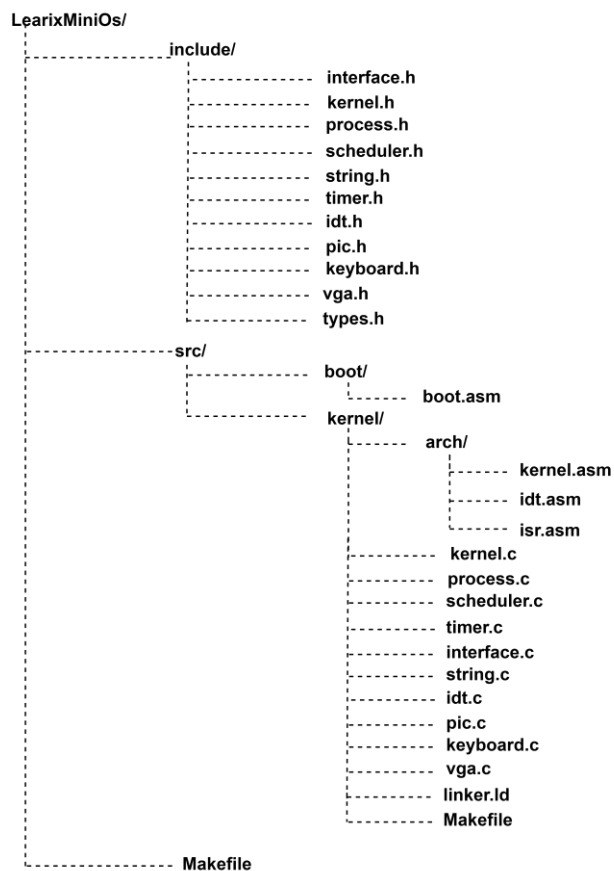 LearixMiniOs/
include/
interface.h
kernel.h
process.h
scheduler.h
string.h
timer.h
idt.h
pic.h
keyboard.h
vga.h
types.h
src/
boot/
boot.asm
kernel/
arch/
kernel.asm
idt.asm
isr.asm
kernel.c
process.c
scheduler.c
timer.c
interface.c
string.c
idt.c
pic.c
keyboard.c
vga.c
linker.ld
Makefile
Makefile